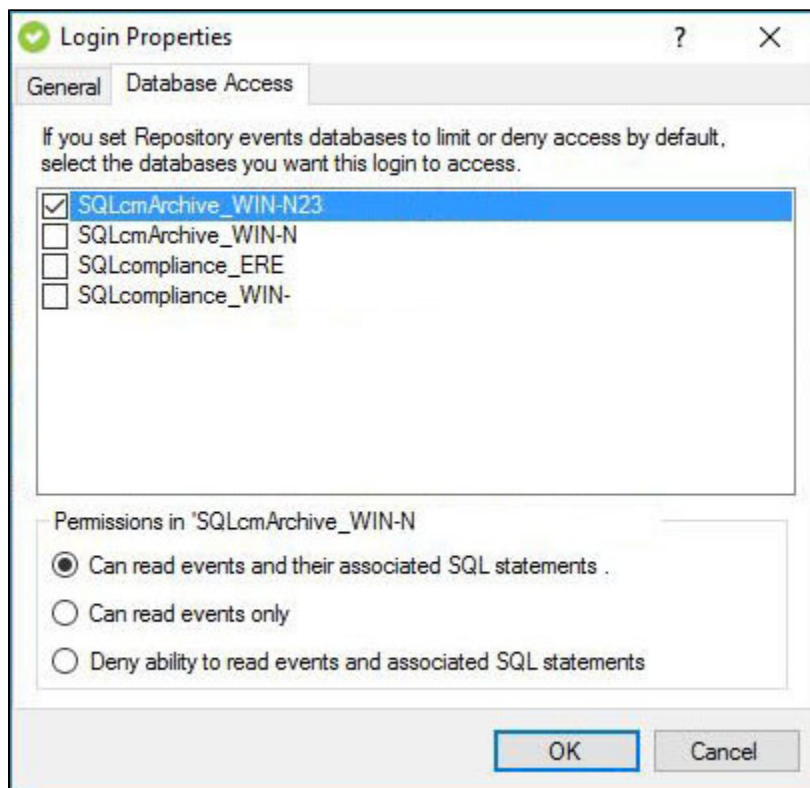 Login Properties
?
General
Database Access
If you set Repository events databases to limit or deny access by default,
select the databases you want this login to access.
SQLcmArchive_WIN-N23
SQLcmArchive_WIN-N
SQLcompliance_ERE
SQLcompliance_WIN-
Permissions in "SQLcmArchive_WIN-N
Can read events and their associated SQL statements .
Can read events only
Deny ability to read events and associated SQL statements
OK
Cancel